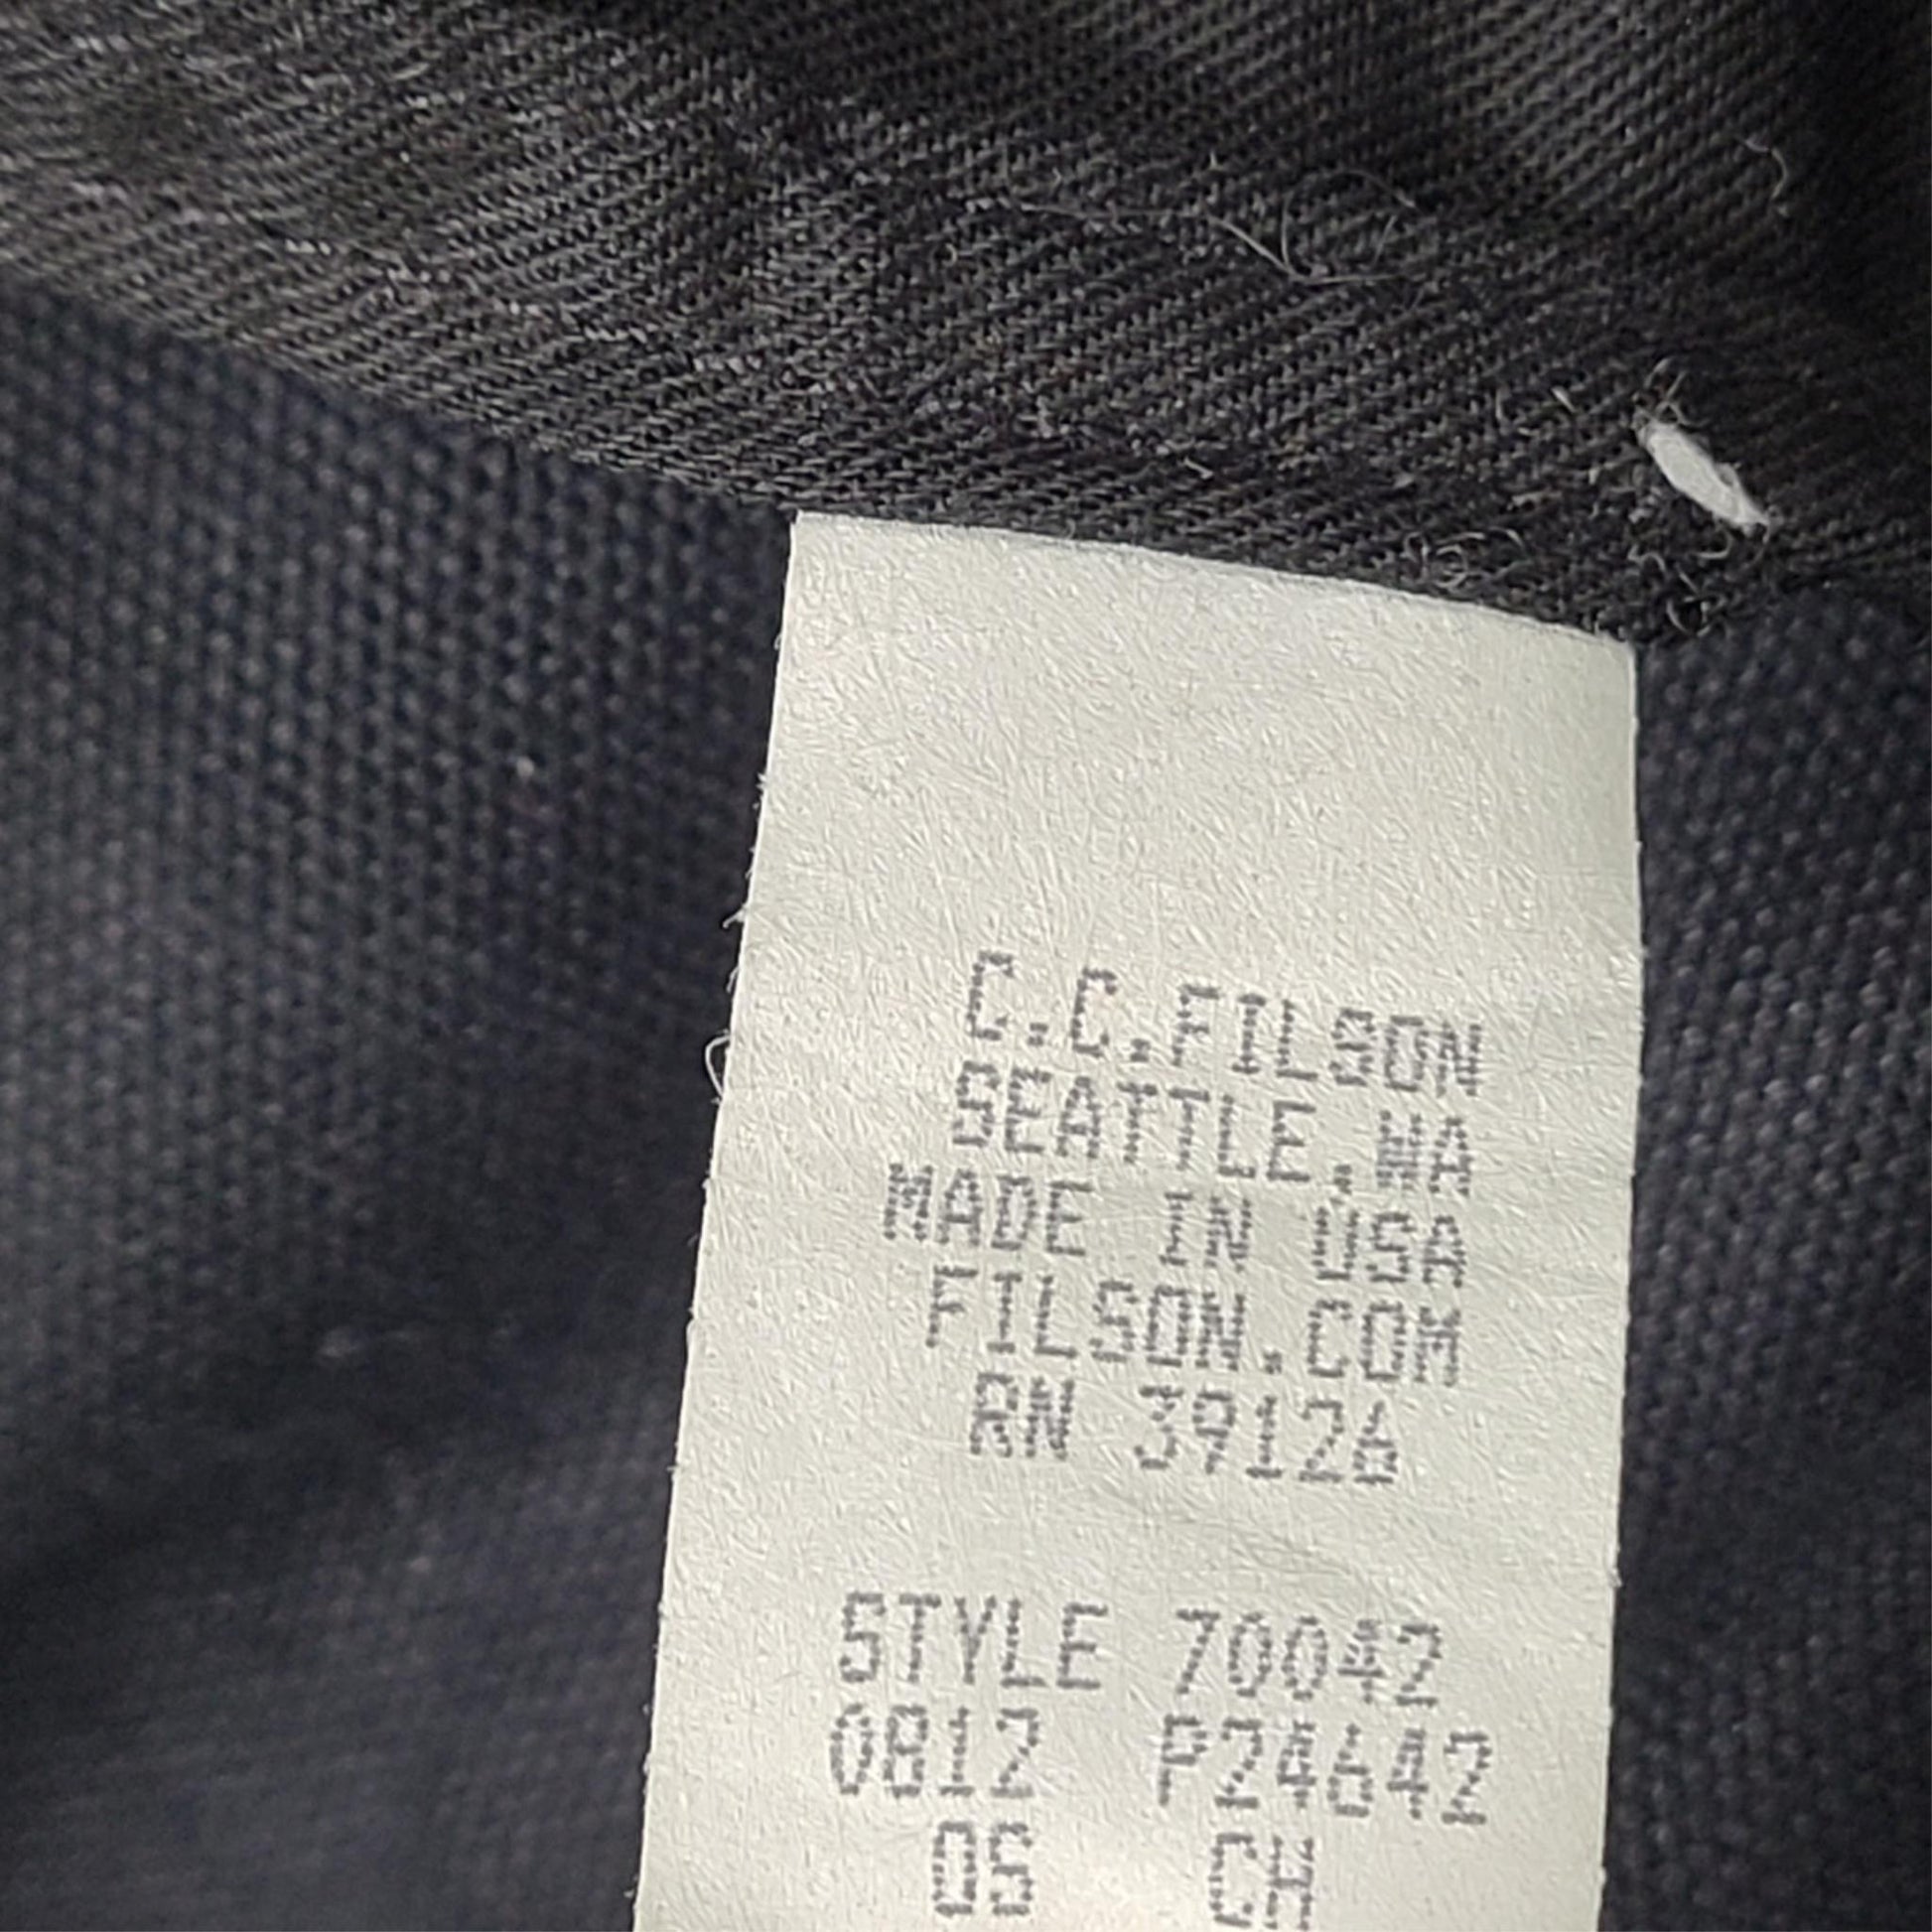 C.C.FILSON
SEATTLE.WA
MADE IN USA
FILSON.COM
RN 39126
STYLE 70042
0812 P24642
OS CH